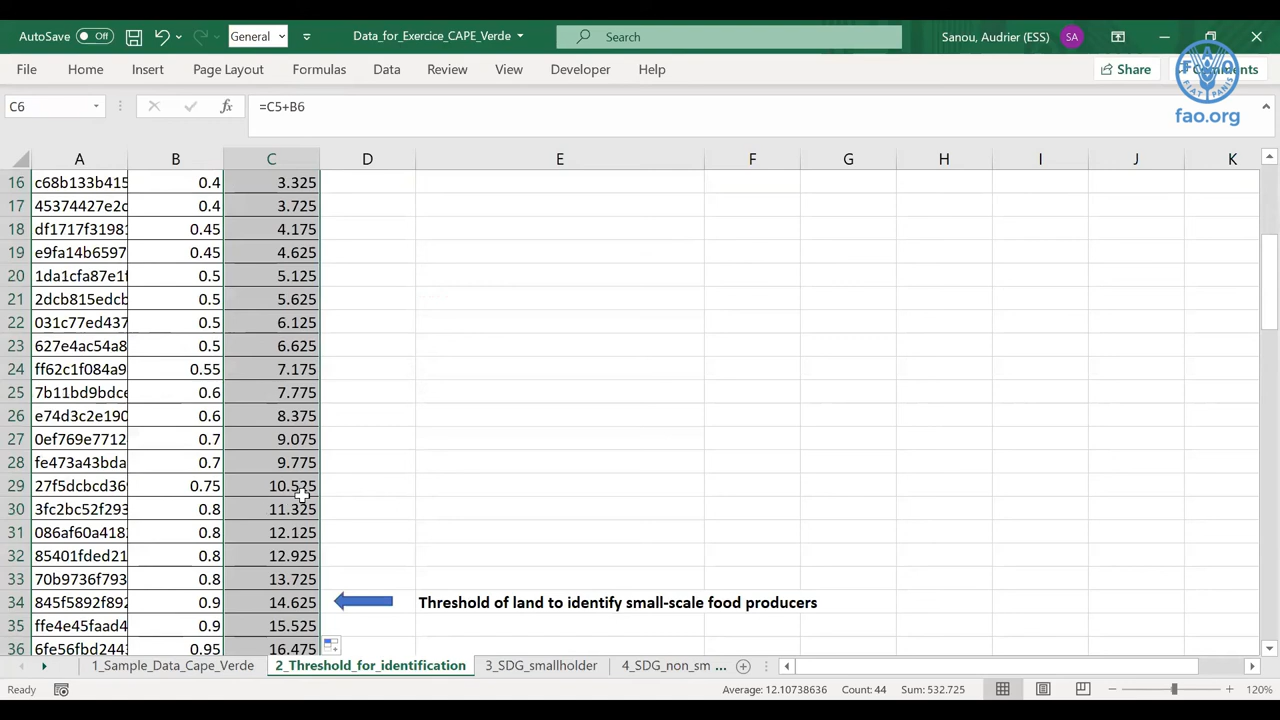 AutoSave Off General Data_for_Exercice_CAPE_Verde Search Sanou, Audrier (ESS) SA
File Home Insert Page Layout Formulas Data Review View Developer Help Share Comments
fao.org
C6 fx =C5+B6
A B C D E F G H I J K
16 c68b133b415 0.4 3.325
17 45374427e2c 0.4 3.725
18 df1717f31981 0.45 4.175
19 e9fa14b6597 0.45 4.625
20 1da1cfa87e1f 0.5 5.125
21 2dcb815edcb 0.5 5.625
22 031c77ed437 0.5 6.125
23 627e4ac54a8 0.5 6.625
24 ff62c1f084a9 0.55 7.175
25 7b11bd9bdce 0.6 7.775
26 e74d3c2e190 0.6 8.375
27 0ef769e7712 0.7 9.075
28 fe473a43bda 0.7 9.775
29 27f5dcbcd369 0.75 10.525
30 3fc2bc52f293 0.8 11.325
31 086af60a4182 0.8 12.125
32 85401fded21 0.8 12.925
33 70b9736f793 0.8 13.725
34 845f5892f892 0.9 14.625 Threshold of land to identify small-scale food producers
35 ffe4e45faad4 0.9 15.525
36 6fe56fbd2443 0.95 16.475
1_Sample_Data_Cape_Verde 2_Threshold_for_identification 3_SDG_smallholder 4_SDG_non_sm ...
Ready Average: 12.10738636 Count: 44 Sum: 532.725 120%